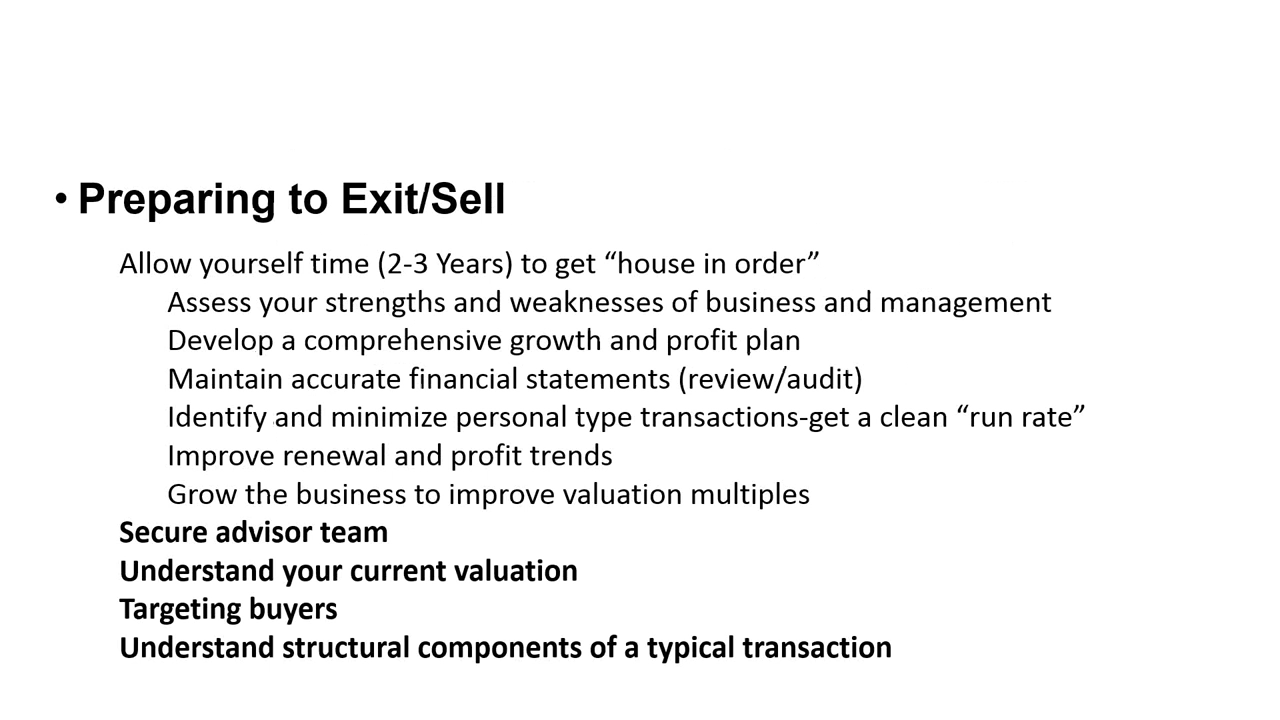 • Preparing to Exit/Sell
Allow yourself time (2-3 Years) to get “house in order”
Assess your strengths and weaknesses of business and management
Develop a comprehensive growth and profit plan
Maintain accurate financial statements (review/audit)
Identify and minimize personal type transactions-get a clean “run rate”
Improve renewal and profit trends
Grow the business to improve valuation multiples
Secure advisor team
Understand your current valuation
Targeting buyers
Understand structural components of a typical transaction